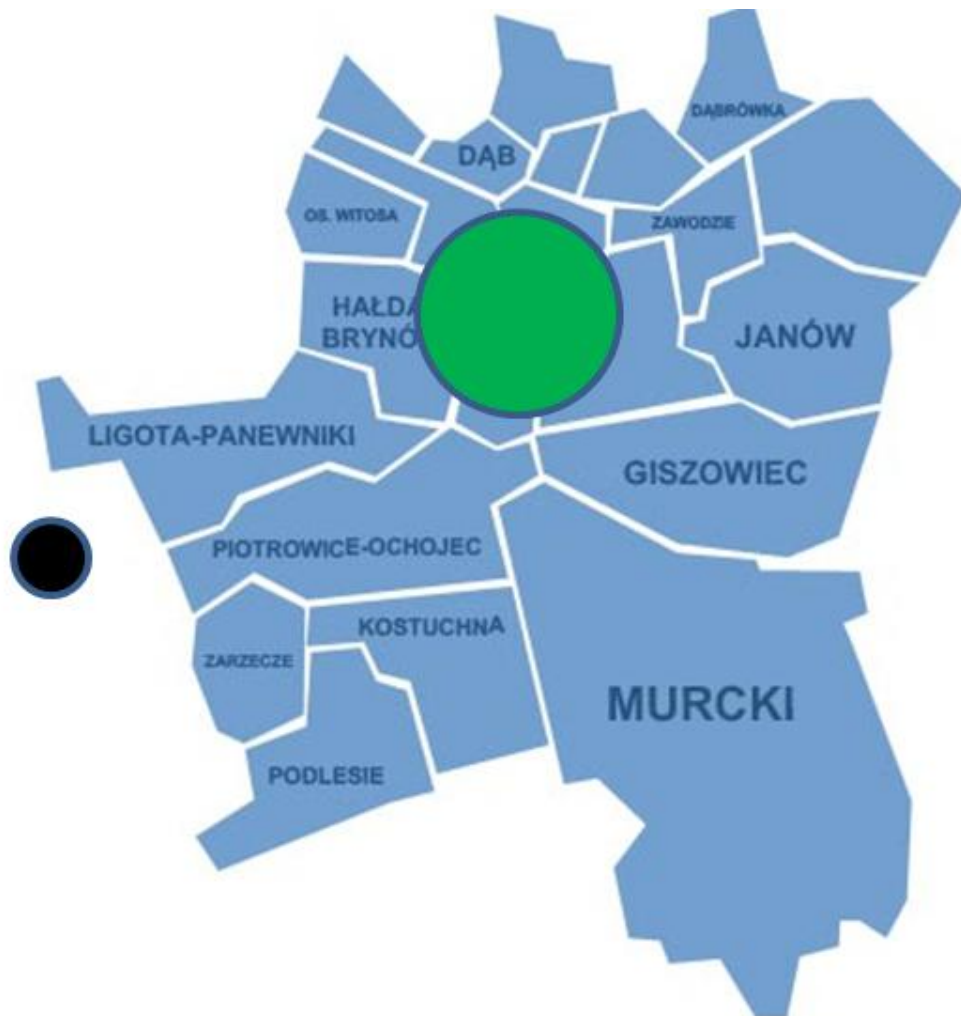 DĄBRÓWKA
DĄB
OS. WITOSA
ZAWODZIE
HAŁDA
BRYNÓ
JANÓW
LIGOTA-PANEWNIKI
GISZOWIEC
PIOTROWICE-OCHOJEC
KOSTUCHNA
ZARZECZE
MURCKI
PODLESIE